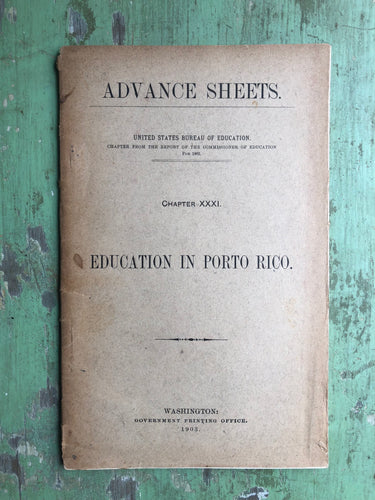 ADVANCE SHEETS.
UNITED STATES BUREAU OF EDUCATION.
CHAPTER FROM THE REPORT OF THE COMMISSIONER OF EDUCATION
FOR 1902.
CHAPTER XXXI.
EDUCATION IN PORTO RICO.
WASHINGTON:
GOVERNMENT PRINTING OFFICE.
1903.